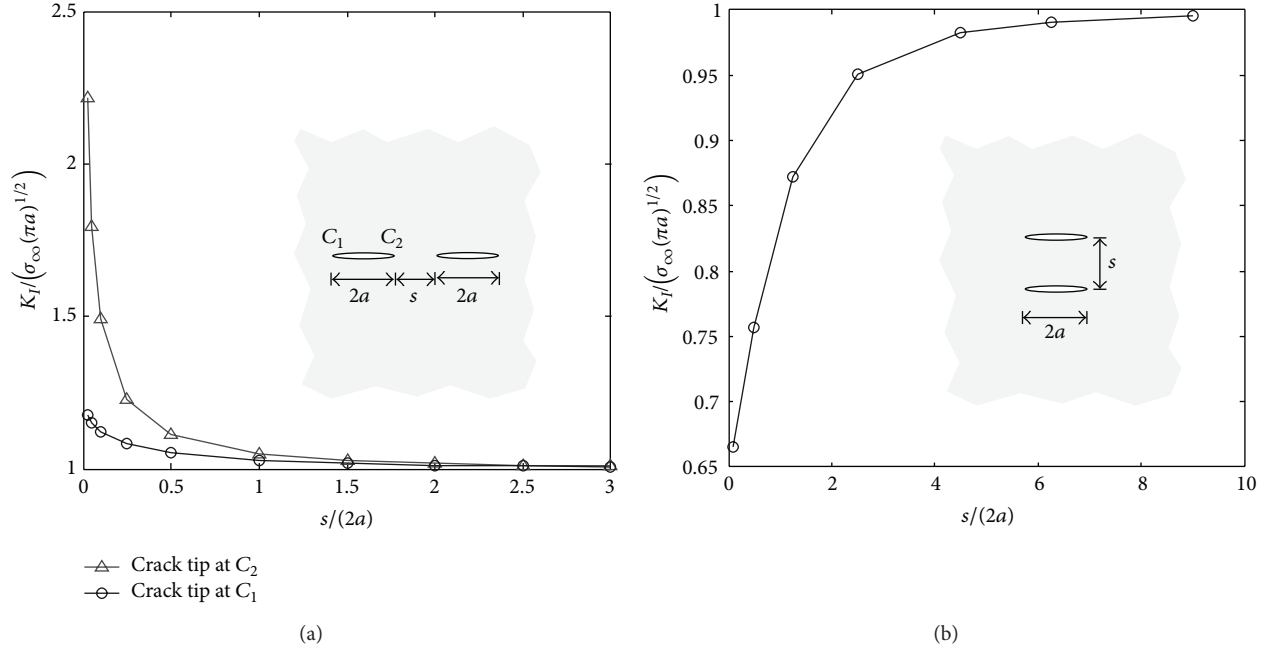 2.5
2
1.5
1
K_I/(σ_∞(πa)^{1/2})
C_1 C_2
2a s 2a
0 0.5 1 1.5 2 2.5 3
s/(2a)
Crack tip at C_2
Crack tip at C_1
(a)
1
0.95
0.9
0.85
0.8
0.75
0.7
0.65
K_I/(σ_∞(πa)^{1/2})
s
2a
0 2 4 6 8 10
s/(2a)
(b)